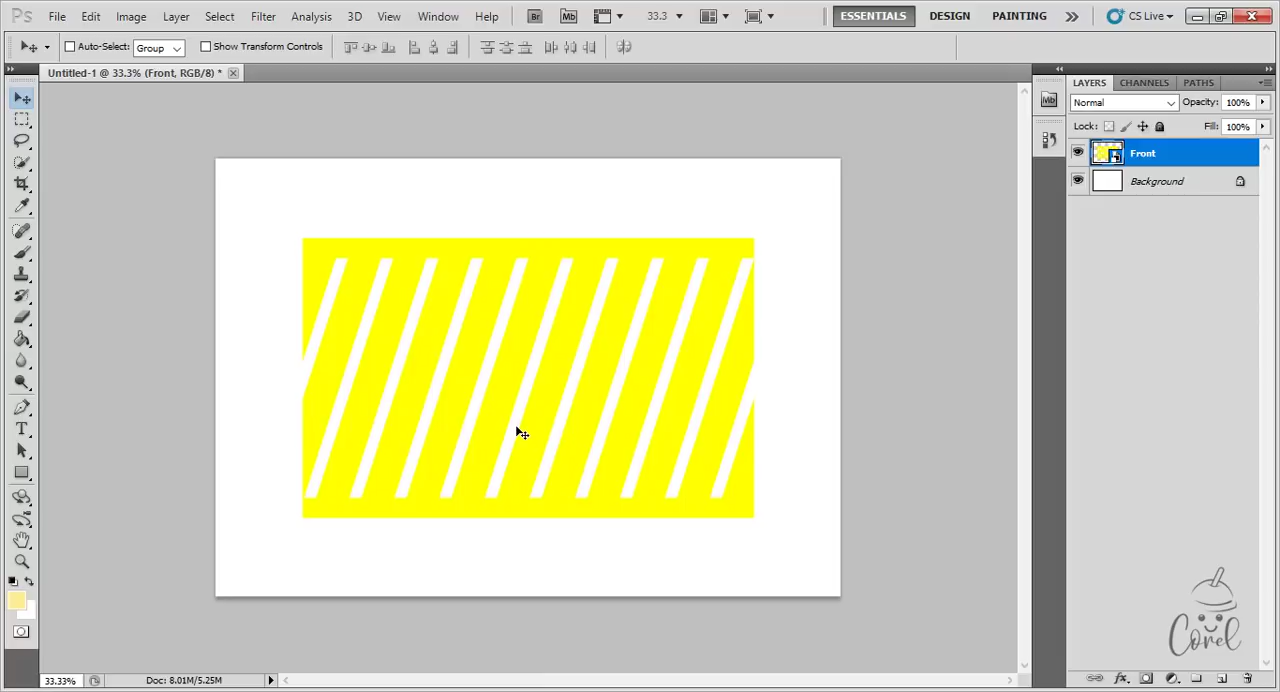 Ps File Edit Image Layer Select Filter Analysis 3D View Window Help Br Mb 33.3 ESSENTIALS DESIGN PAINTING CS Live
Auto-Select: Group Show Transform Controls
Untitled-1 @ 33.3% (Front, RGB/8) *
LAYERS CHANNELS PATHS
Mb
Normal Opacity: 100%
Lock: Fill: 100%
Front
Background
T
Corel
33.33% Doc: 8.01M/5.25M
fx